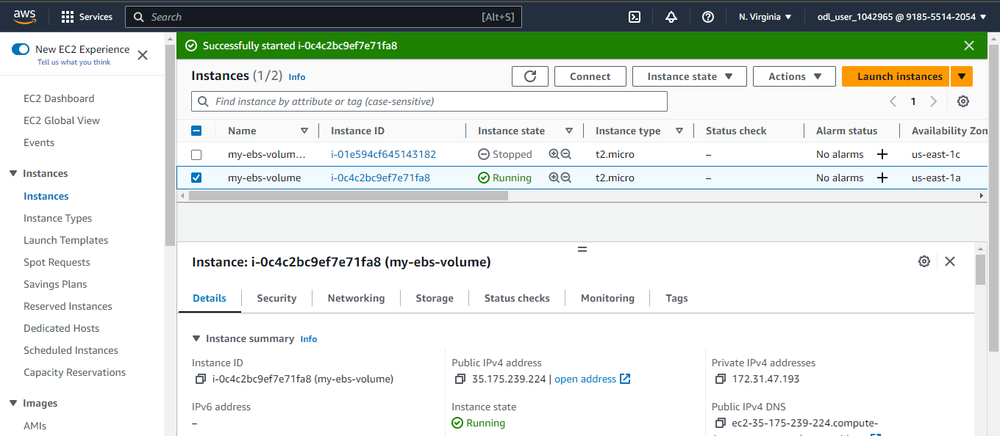 aws
Services
Search [Alt+S]
N. Virginia
odl_user_1042965 @ 9185-5514-2054
New EC2 Experience
Tell us what you think
EC2 Dashboard
EC2 Global View
Events
Instances
Instances
Instance Types
Launch Templates
Spot Requests
Savings Plans
Reserved Instances
Dedicated Hosts
Scheduled Instances
Capacity Reservations
Images
AMIs
Successfully started i-0c4c2bc9ef7e71fa8
Instances (1/2) Info
Connect
Instance state
Actions
Launch instances
Find instance by attribute or tag (case-sensitive)
1
Name Instance ID Instance state Instance type Status check Alarm status Availability Zon
my-ebs-volum… i-01e594cf645143182 Stopped t2.micro – No alarms + us-east-1c
my-ebs-volume i-0c4c2bc9ef7e71fa8 Running t2.micro – No alarms + us-east-1a
Instance: i-0c4c2bc9ef7e71fa8 (my-ebs-volume)
Details Security Networking Storage Status checks Monitoring Tags
Instance summary Info
Instance ID
i-0c4c2bc9ef7e71fa8 (my-ebs-volume)
IPv6 address
–
Public IPv4 address
35.175.239.224 | open address
Instance state
Running
Private IPv4 addresses
172.31.47.193
Public IPv4 DNS
ec2-35-175-239-224.compute-